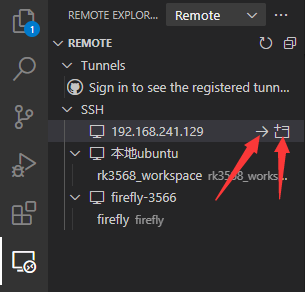 REMOTE EXPLOR...
Remote
REMOTE
Tunnels
Sign in to see the registered tunn...
SSH
192.168.241.129
本地ubuntu
rk3568_workspace rk3568_works...
firefly-3566
firefly firefly
1